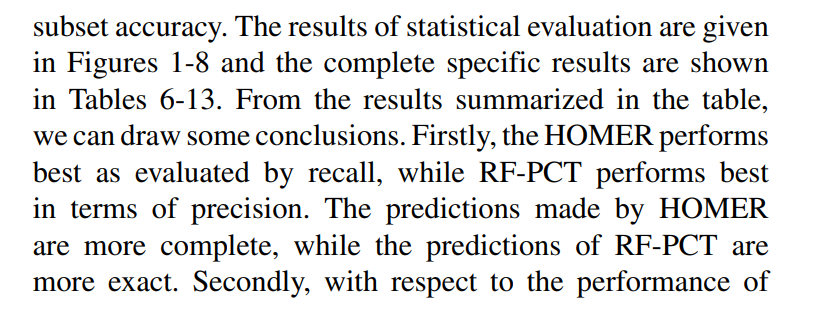 subset accuracy. The results of statistical evaluation are given
in Figures 1-8 and the complete specific results are shown
in Tables 6-13. From the results summarized in the table,
we can draw some conclusions. Firstly, the HOMER performs
best as evaluated by recall, while RF-PCT performs best
in terms of precision. The predictions made by HOMER
are more complete, while the predictions of RF-PCT are
more exact. Secondly, with respect to the performance of